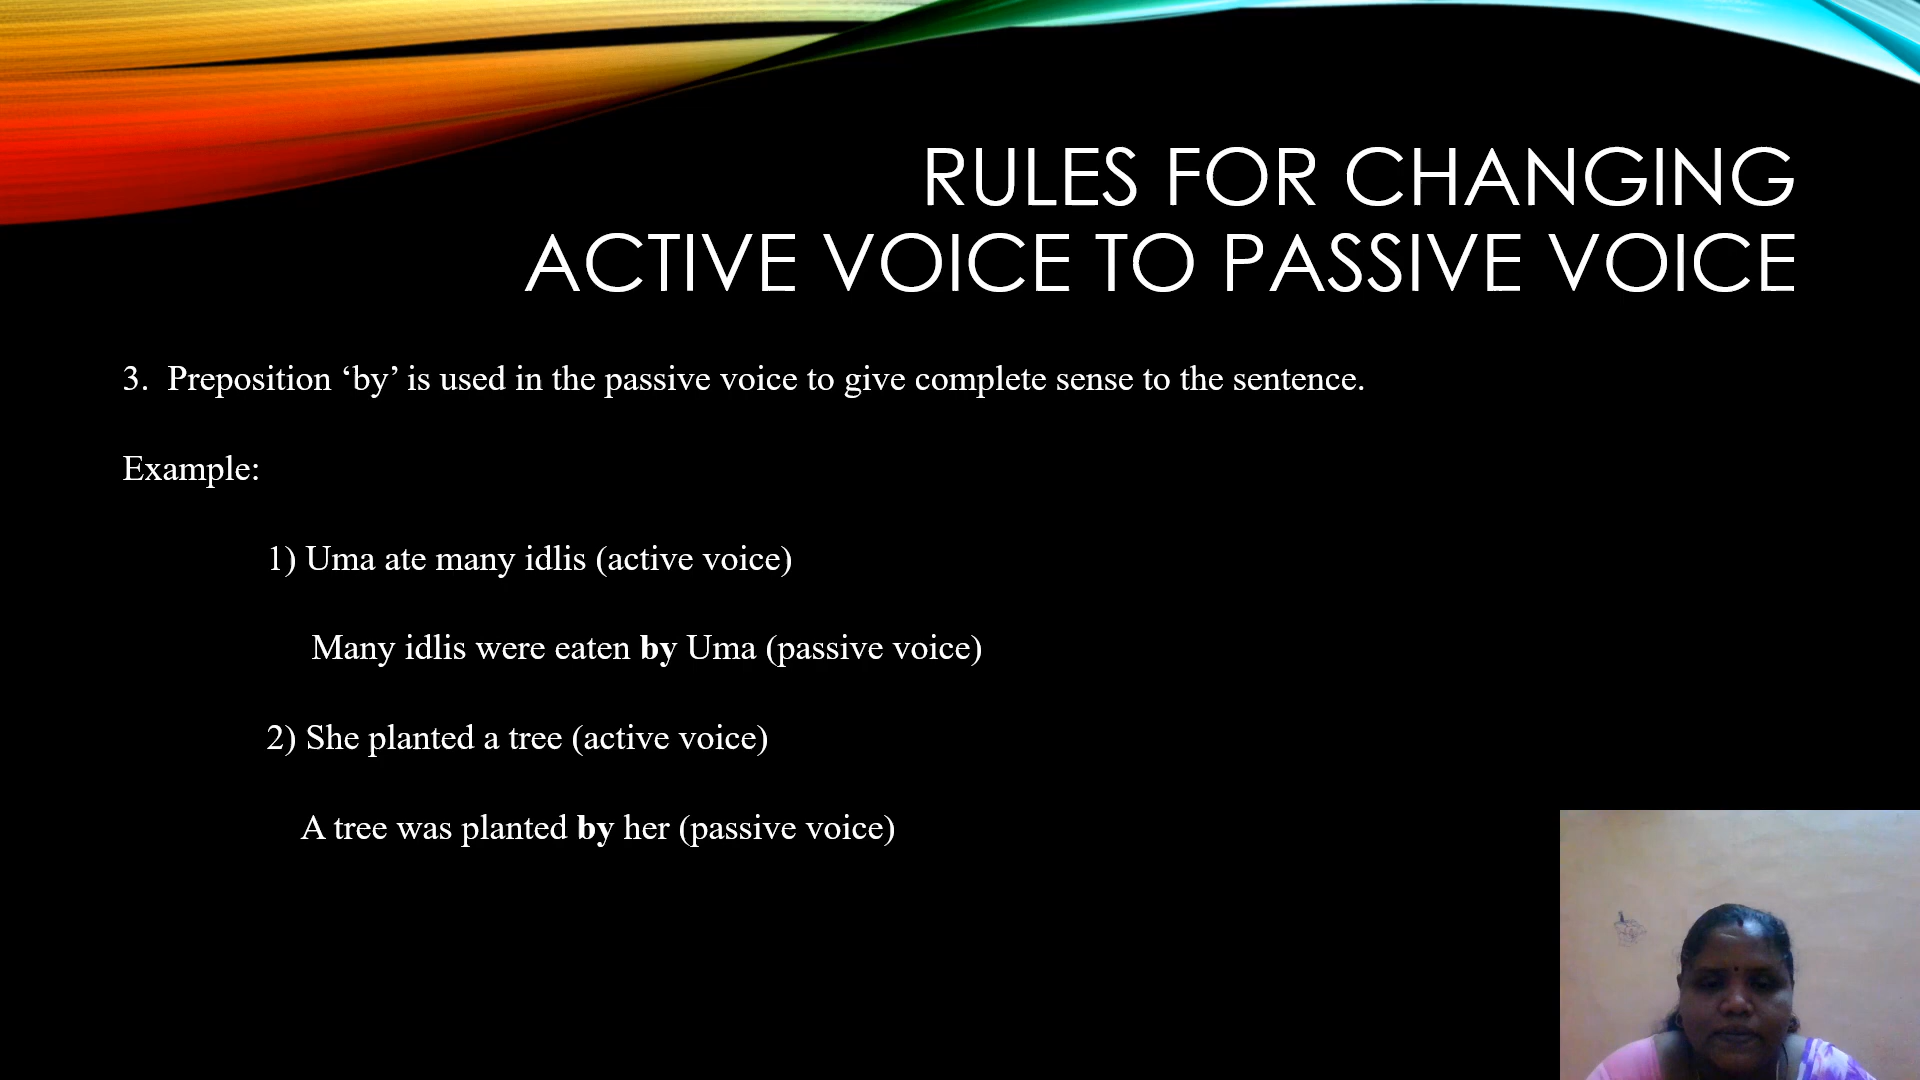 RULES FOR CHANGING
ACTIVE VOICE TO PASSIVE VOICE
3. Preposition ‘by’ is used in the passive voice to give complete sense to the sentence.
Example:
1) Uma ate many idlis (active voice)
Many idlis were eaten by Uma (passive voice)
2) She planted a tree (active voice)
A tree was planted by her (passive voice)